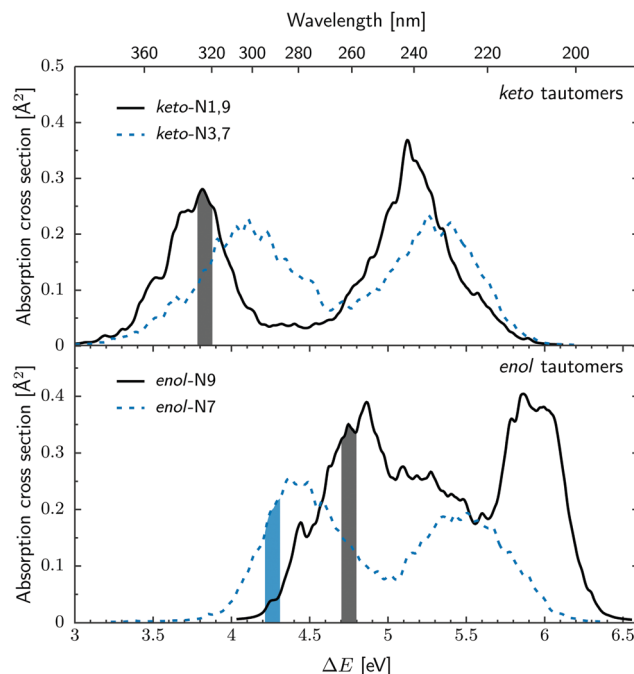 Wavelength [nm]
360 340 320 300 280 260 240 220 200
0.5
0.4
0.3
0.2
0.1
0
Absorption cross section [Å²]
keto-N1,9
keto-N3,7
keto tautomers
0.4
0.3
0.2
0.1
0
Absorption cross section [Å²]
enol-N9
enol-N7
enol tautomers
3 3.5 4 4.5 5 5.5 6 6.5
ΔE [eV]